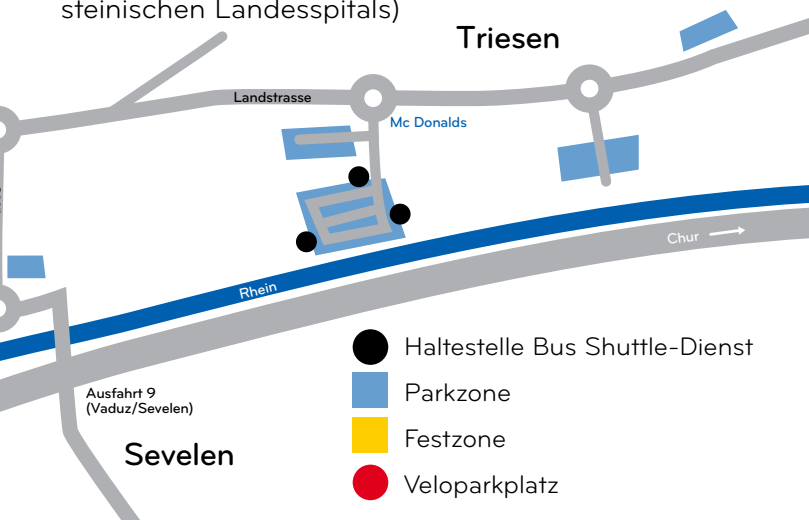 steinischen Landesspitals)
Triesen
Landstrasse
Mc Donalds
Chur
Rhein
Haltestelle Bus Shuttle-Dienst
Parkzone
Ausfahrt 9
(Vaduz/Sevelen)
Festzone
Sevelen
Veloparkplatz